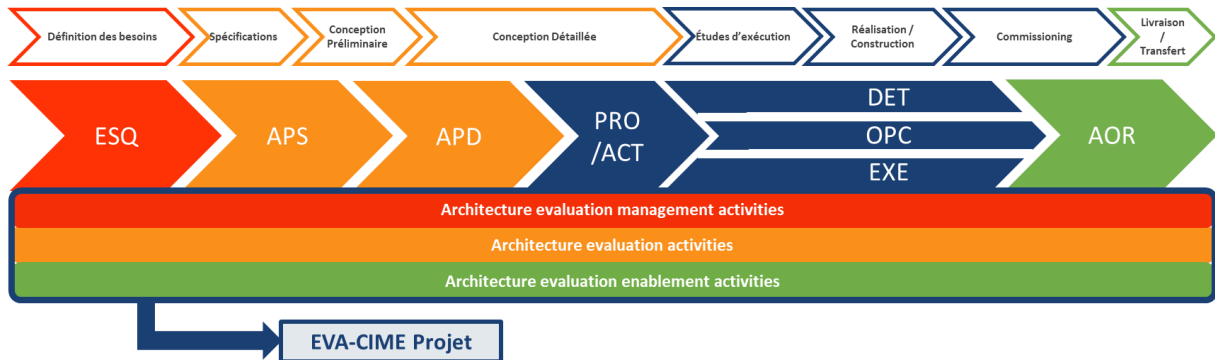 Définition des besoins
Spécifications
Conception
Préliminaire
Conception Détaillée
Études d'exécution
Réalisation /
Construction
Commissioning
Livraison
/
Transfert
ESQ
APS
APD
PRO
/ACT
DET
OPC
EXE
AOR
Architecture evaluation management activities
Architecture evaluation activities
Architecture evaluation enablement activities
EVA-CIME Projet